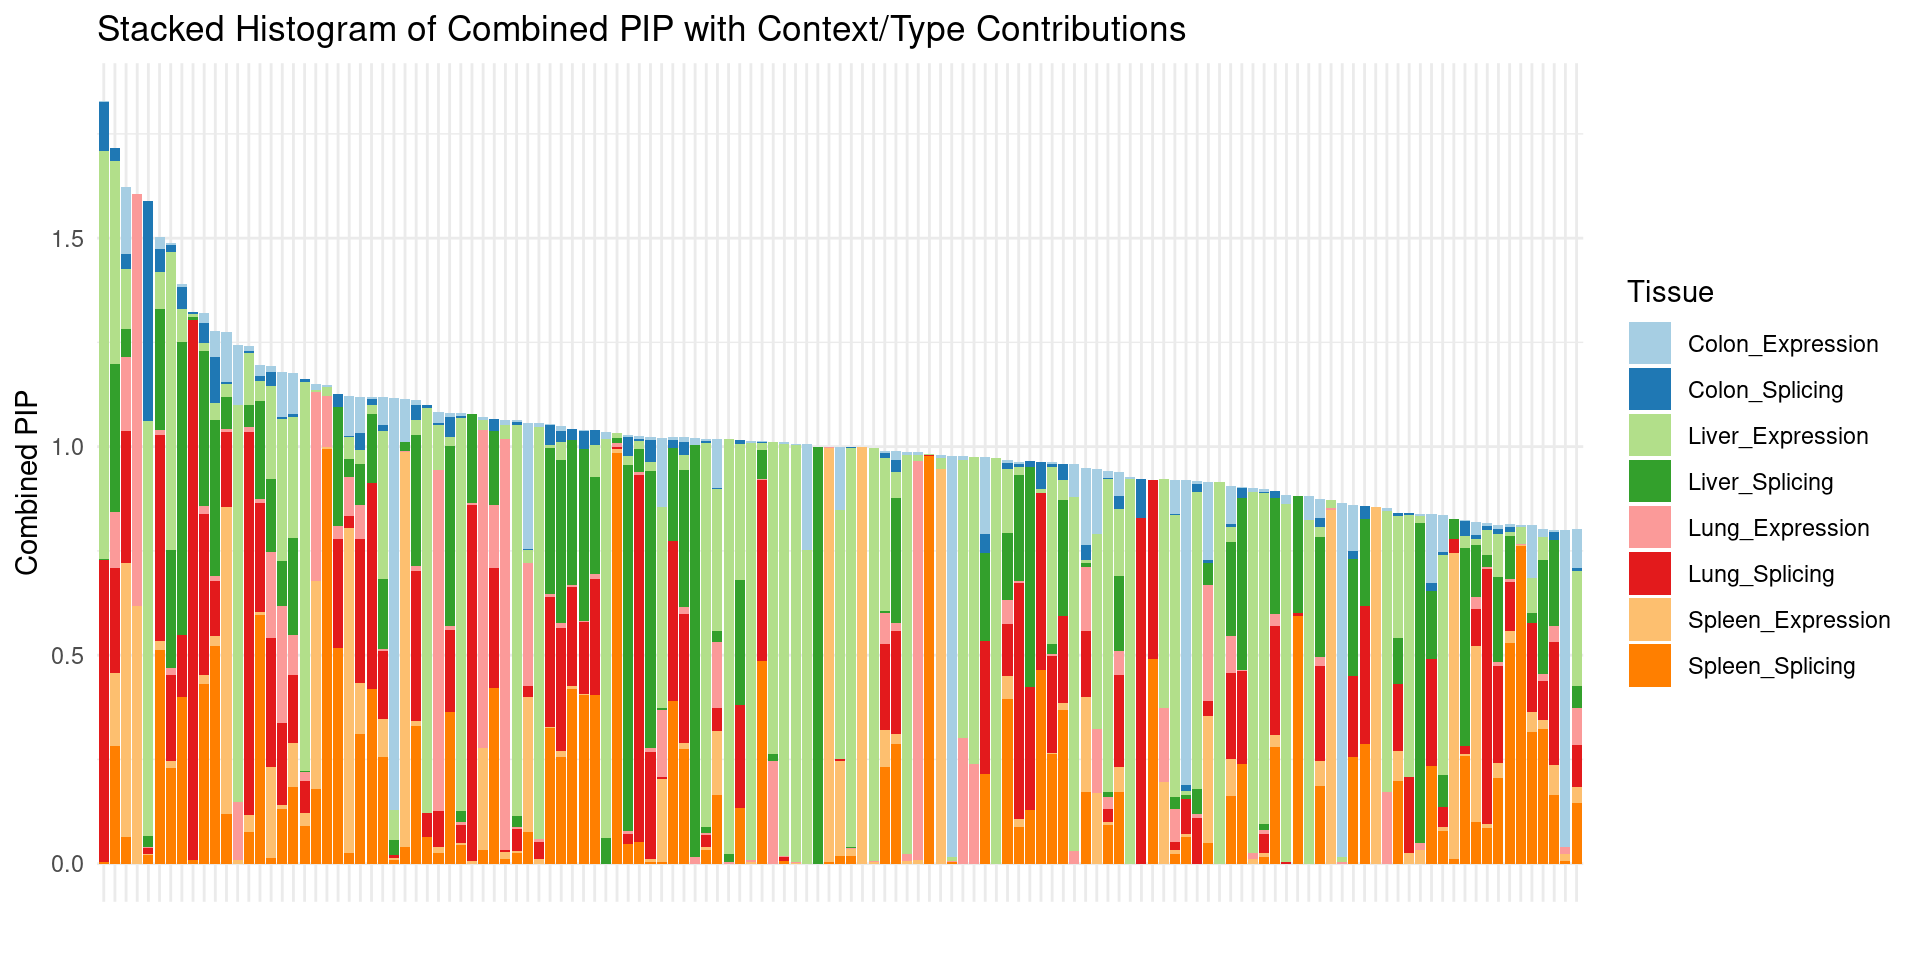 Stacked Histogram of Combined PIP with Context/Type Contributions
Combined PIP
1.5
1.0
0.5
0.0
Tissue
Colon_Expression
Colon_Splicing
Liver_Expression
Liver_Splicing
Lung_Expression
Lung_Splicing
Spleen_Expression
Spleen_Splicing